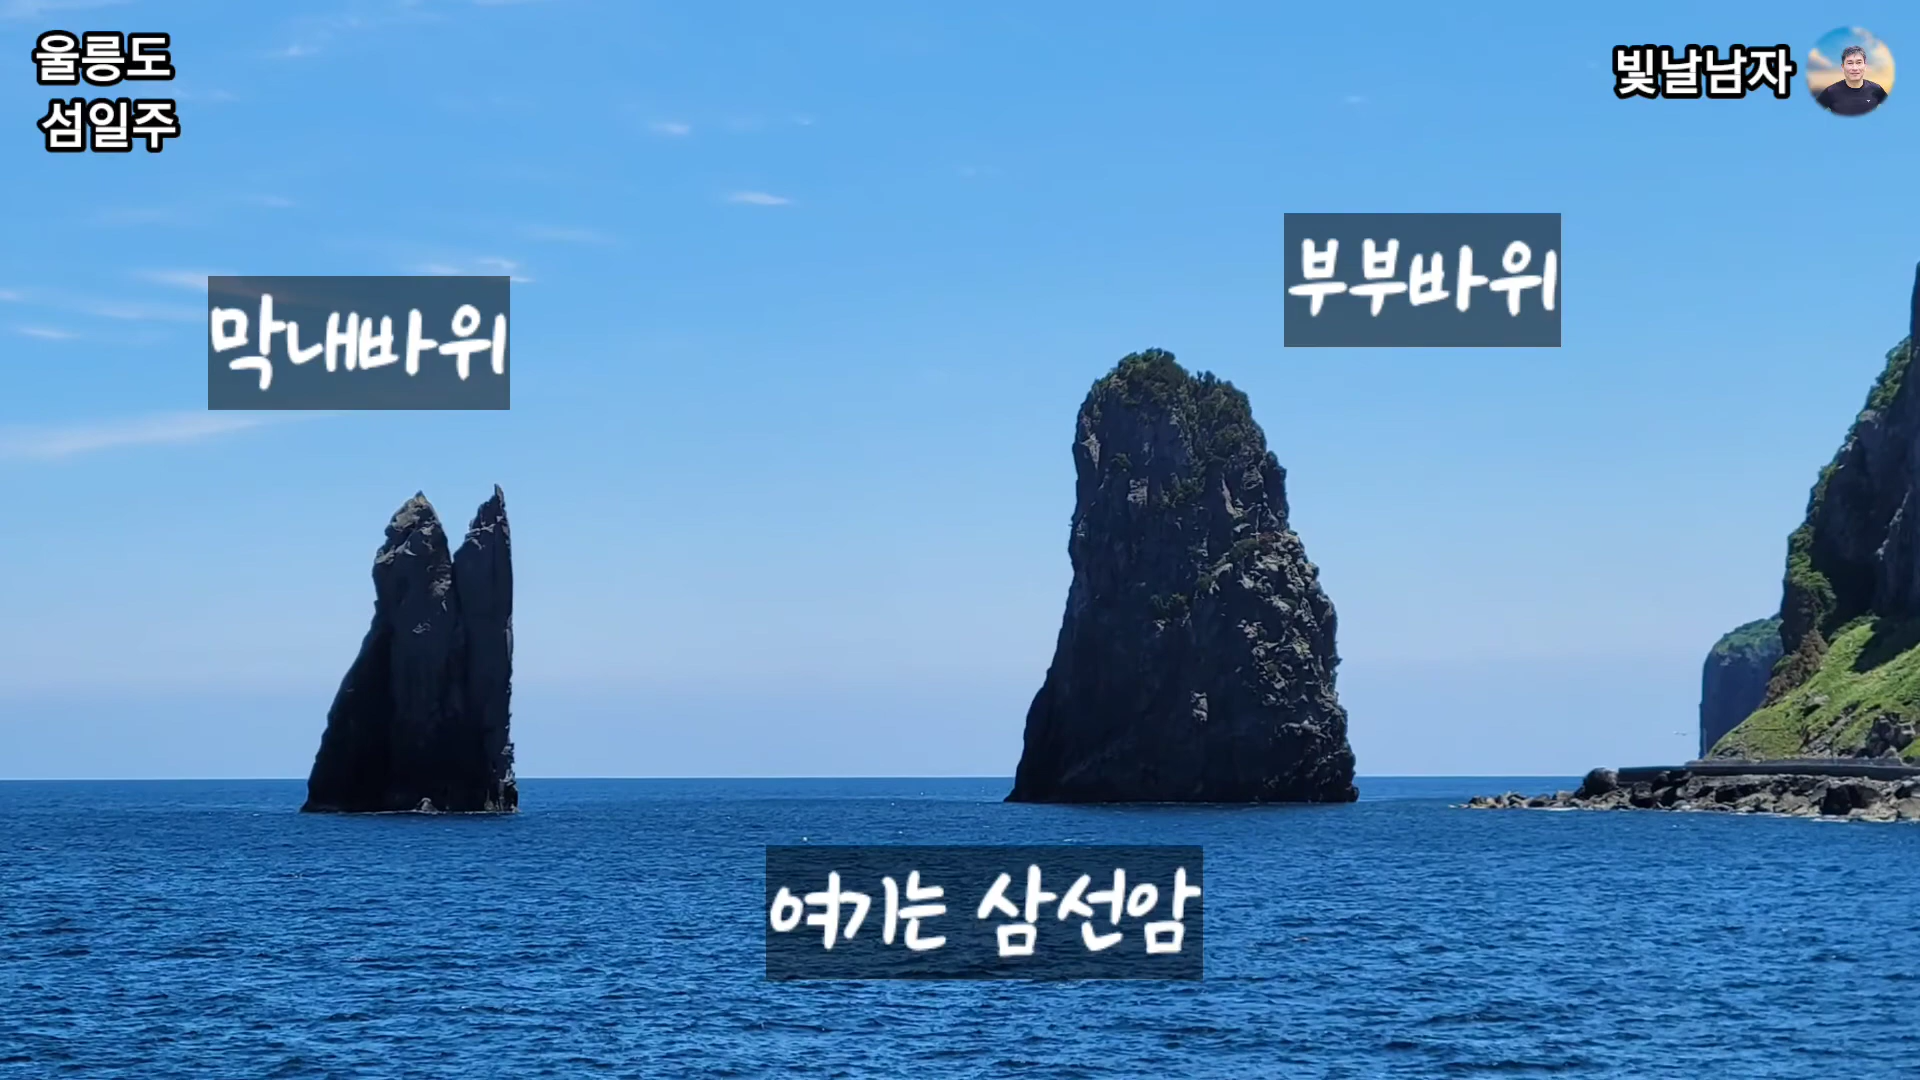 울릉도
섬일주
빛날남자
부부바위
막내바위
여기는 삼선암